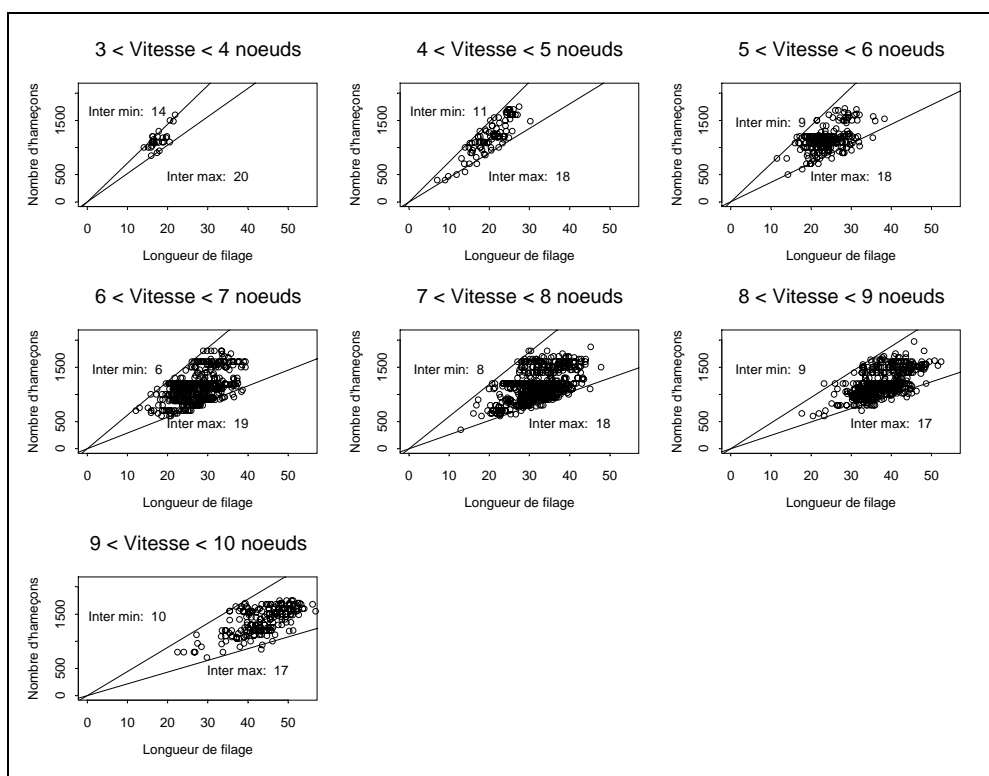 3 < Vitesse < 4 noeuds
Nombre d'hameçons
0 500 1500
Inter min: 14
Inter max: 20
0 10 20 30 40 50
Longueur de filage
4 < Vitesse < 5 noeuds
Nombre d'hameçons
0 500 1500
Inter min: 11
Inter max: 18
0 10 20 30 40 50
Longueur de filage
5 < Vitesse < 6 noeuds
Nombre d'hameçons
0 500 1500
Inter min: 9
Inter max: 18
0 10 20 30 40 50
Longueur de filage
6 < Vitesse < 7 noeuds
Nombre d'hameçons
0 500 1500
Inter min: 6
Inter max: 19
0 10 20 30 40 50
Longueur de filage
7 < Vitesse < 8 noeuds
Nombre d'hameçons
0 500 1500
Inter min: 8
Inter max: 18
0 10 20 30 40 50
Longueur de filage
8 < Vitesse < 9 noeuds
Nombre d'hameçons
0 500 1500
Inter min: 9
Inter max: 17
0 10 20 30 40 50
Longueur de filage
9 < Vitesse < 10 noeuds
Nombre d'hameçons
0 500 1500
Inter min: 10
Inter max: 17
0 10 20 30 40 50
Longueur de filage